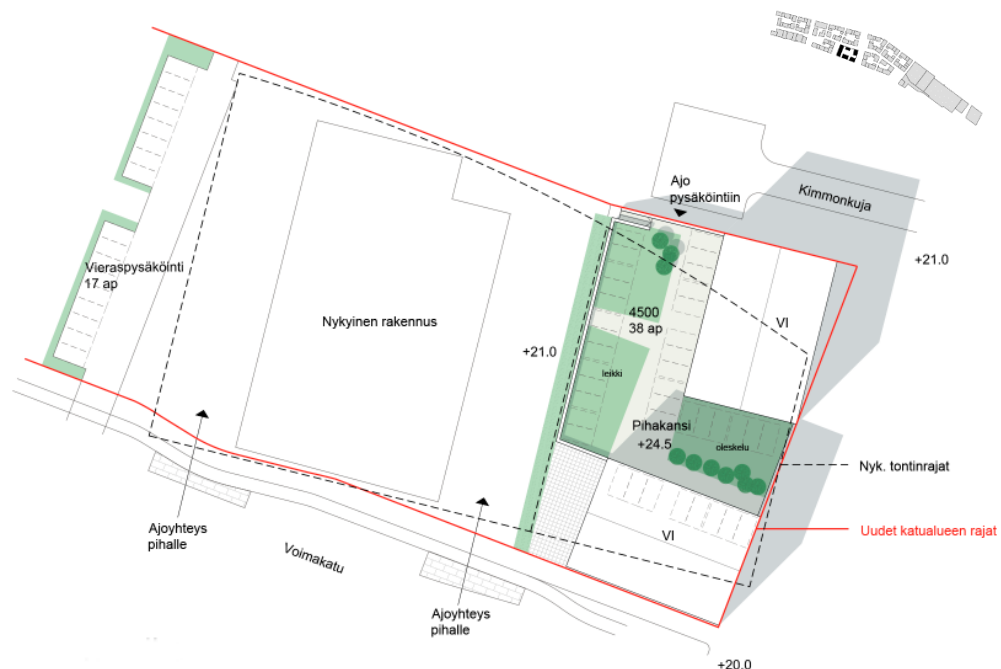 Ajo
pysäköintiin
Kimmonkuja
+21.0
Vieraspysäköinti
17 ap
Nykyinen rakennus
4500
38 ap
VI
+21.0
leikki
Pihakansi
+24.5
oleskelu
Nyk. tontinrajat
Ajoyhteys
pihalle
Voimakatu
VI
Uudet katualueen rajat
Ajoyhteys
pihalle
+20.0